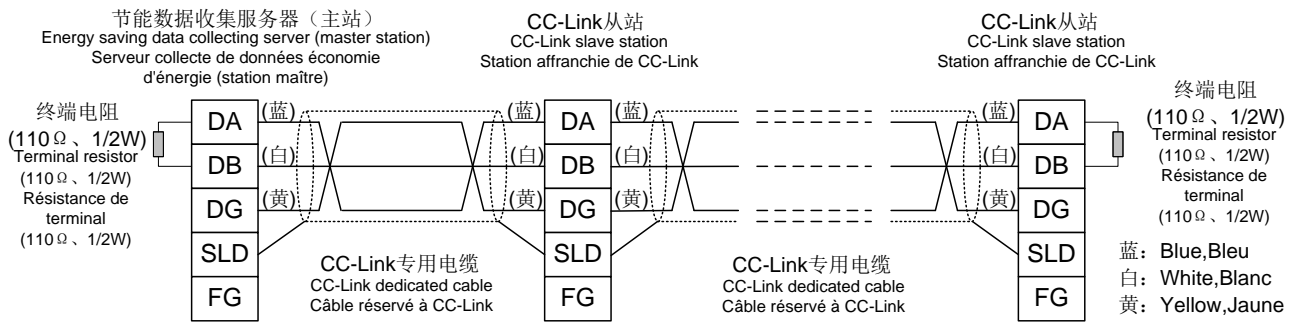 节能数据收集服务器（主站）
Energy saving data collecting server (master station)
Serveur collecte de données économie
d'énergie (station maître)
CC-Link从站
CC-Link slave station
Station affranchie de CC-Link
CC-Link从站
CC-Link slave station
Station affranchie de CC-Link
终端电阻
(110Ω、1/2W)
Terminal resistor
(110Ω、1/2W)
Résistance de
terminal
(110Ω、1/2W)
DA
DB
DG
SLD
FG
(蓝)
(白)
(黄)
(蓝)
(白)
(黄)
CC-Link专用电缆
CC-Link dedicated cable
Câble réservé à CC-Link
DA
DB
DG
SLD
FG
(蓝)
(白)
(黄)
(蓝)
(白)
(黄)
CC-Link专用电缆
CC-Link dedicated cable
Câble réservé à CC-Link
DA
DB
DG
SLD
FG
终端电阻
(110Ω、1/2W)
Terminal resistor
(110Ω、1/2W)
Résistance de
terminal
(110Ω、1/2W)
蓝：Blue,Bleu
白：White,Blanc
黄：Yellow,Jaune